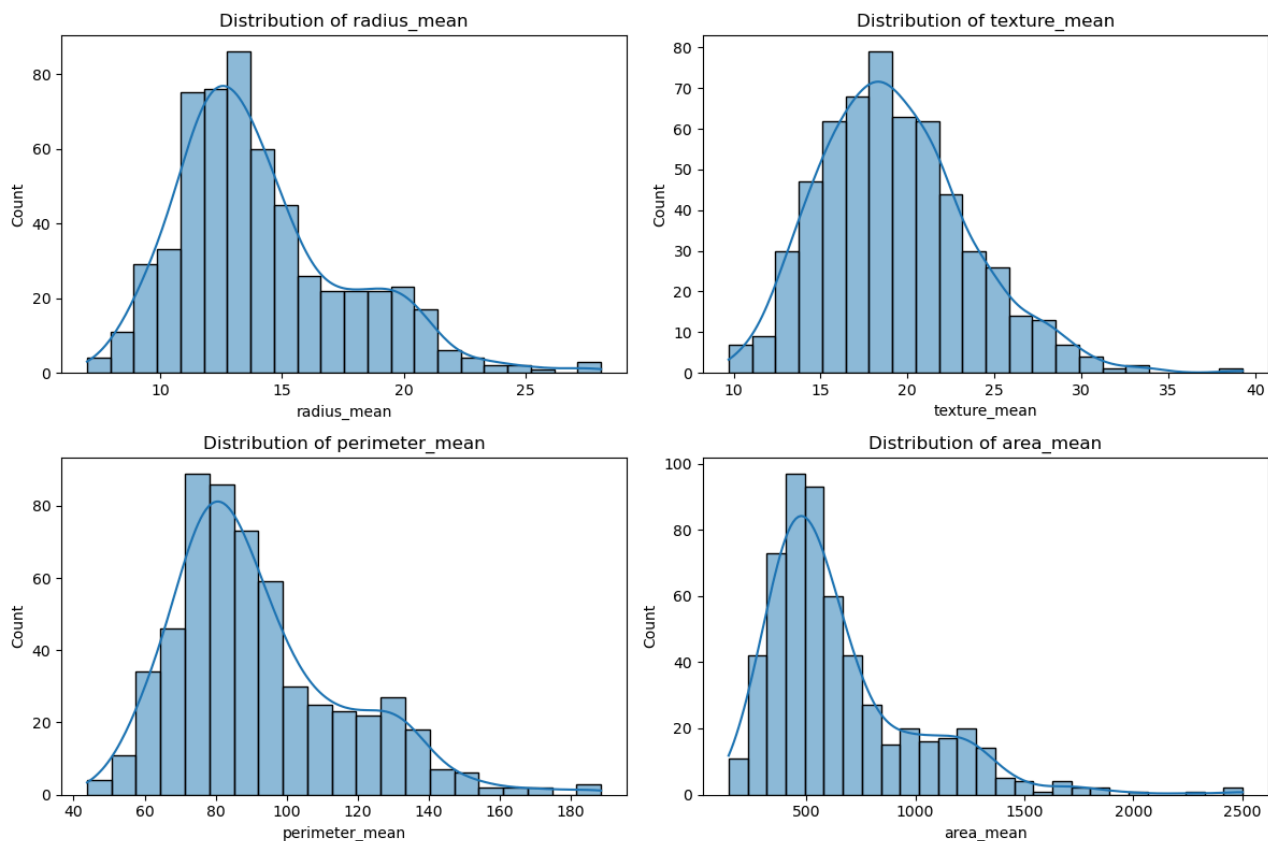 Distribution of radius_mean
80
60
40
20
0
Count
10 15 20 25
radius_mean
Distribution of texture_mean
80
70
60
50
40
30
20
10
0
Count
10 15 20 25 30 35 40
texture_mean
Distribution of perimeter_mean
80
60
40
20
0
Count
40 60 80 100 120 140 160 180
perimeter_mean
Distribution of area_mean
100
80
60
40
20
0
Count
500 1000 1500 2000 2500
area_mean